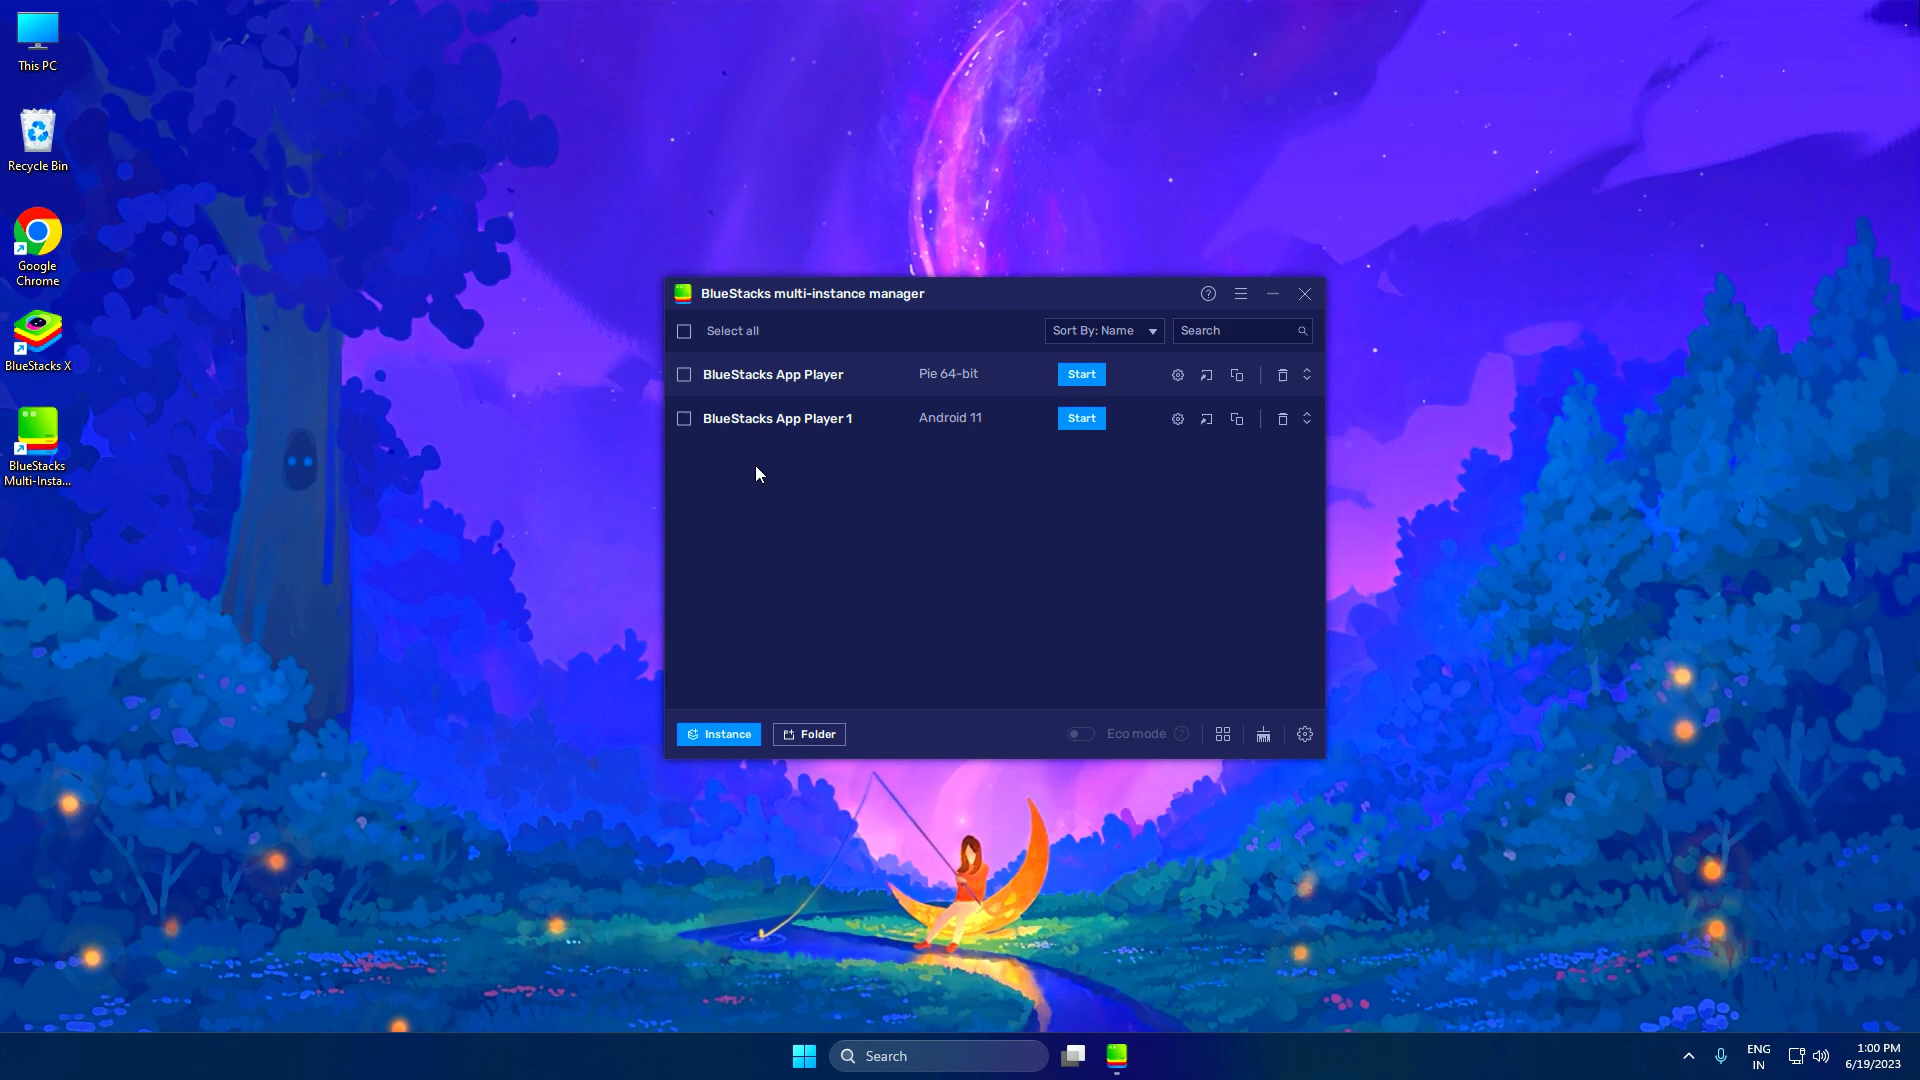 This PC
Recycle Bin
Google
Chrome
BlueStacks X
BlueStacks
Multi-Insta...
BlueStacks multi-instance manager
Select all
Sort By: Name
Search
BlueStacks App Player
Pie 64-bit
Start
BlueStacks App Player 1
Android 11
Start
Instance
Folder
Eco mode
Search
ENG
IN
1:00 PM
6/19/2023